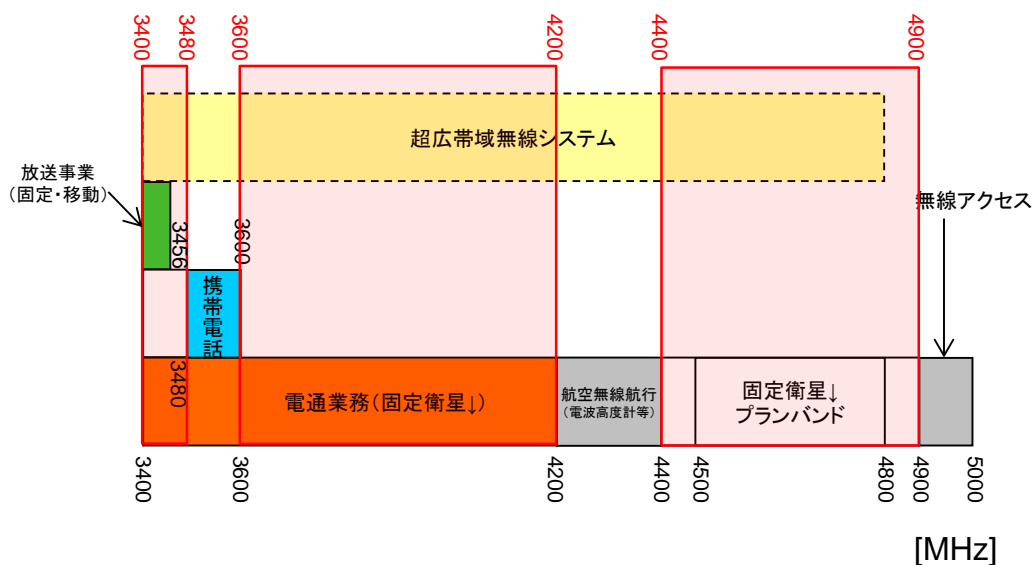 3400
3480
3600
4200
4400
4900
超広帯域無線システム
放送事業
(固定・移動)
無線アクセス
3456
3600
携帯電話
3480
電通業務(固定衛星↓)
航空無線航行
(電波高度計等)
固定衛星↓
プランバンド
3400
3600
4200
4400
4500
4800
4900
5000
[MHz]